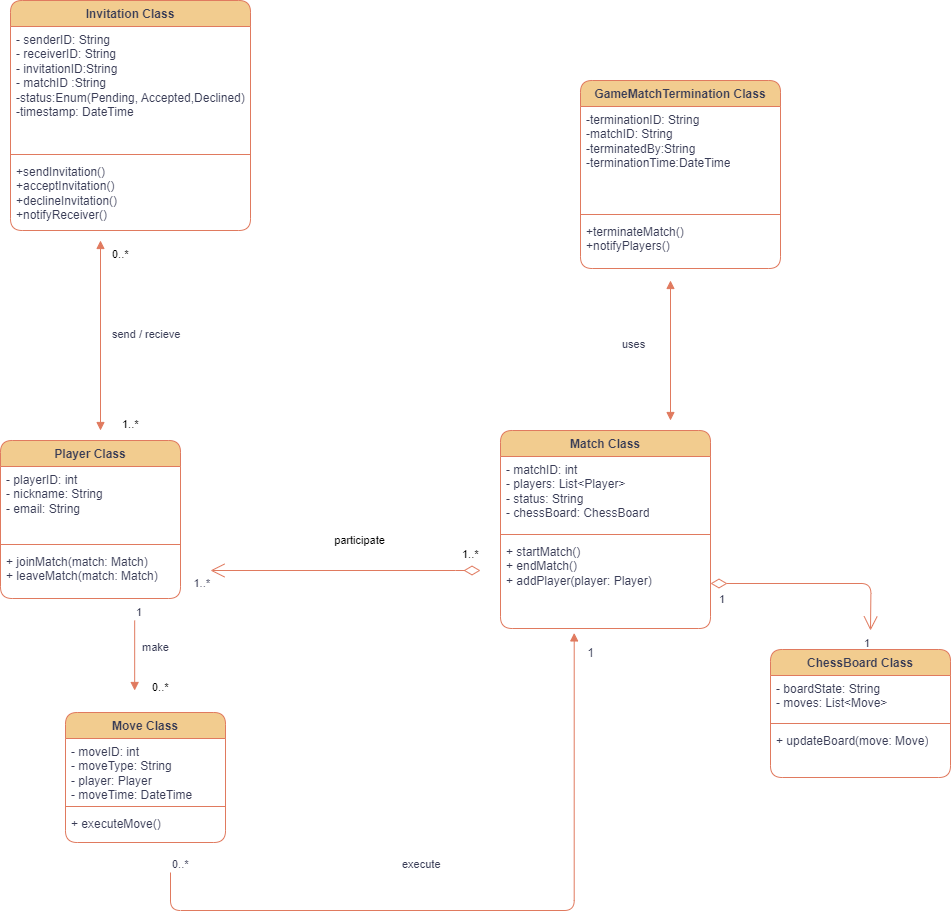 Invitation Class
- senderID: String
- receiverID: String
- invitationID:String
- matchID :String
-status:Enum(Pending, Accepted,Declined)
-timestamp: DateTime
+sendInvitation()
+acceptInvitation()
+declineInvitation()
+notifyReceiver()
GameMatchTermination Class
-terminationID: String
-matchID: String
-terminatedBy:String
-terminationTime:DateTime
+terminateMatch()
+notifyPlayers()
0..*
send / recieve
1..*
uses
Player Class
- playerID: int
- nickname: String
- email: String
+ joinMatch(match: Match)
+ leaveMatch(match: Match)
Match Class
- matchID: int
- players: List<Player>
- status: String
- chessBoard: ChessBoard
+ startMatch()
+ endMatch()
+ addPlayer(player: Player)
participate
1..*
1..*
1
make
0..*
1
1
1
ChessBoard Class
- boardState: String
- moves: List<Move>
+ updateBoard(move: Move)
Move Class
- moveID: int
- moveType: String
- player: Player
- moveTime: DateTime
+ executeMove()
0..*
execute